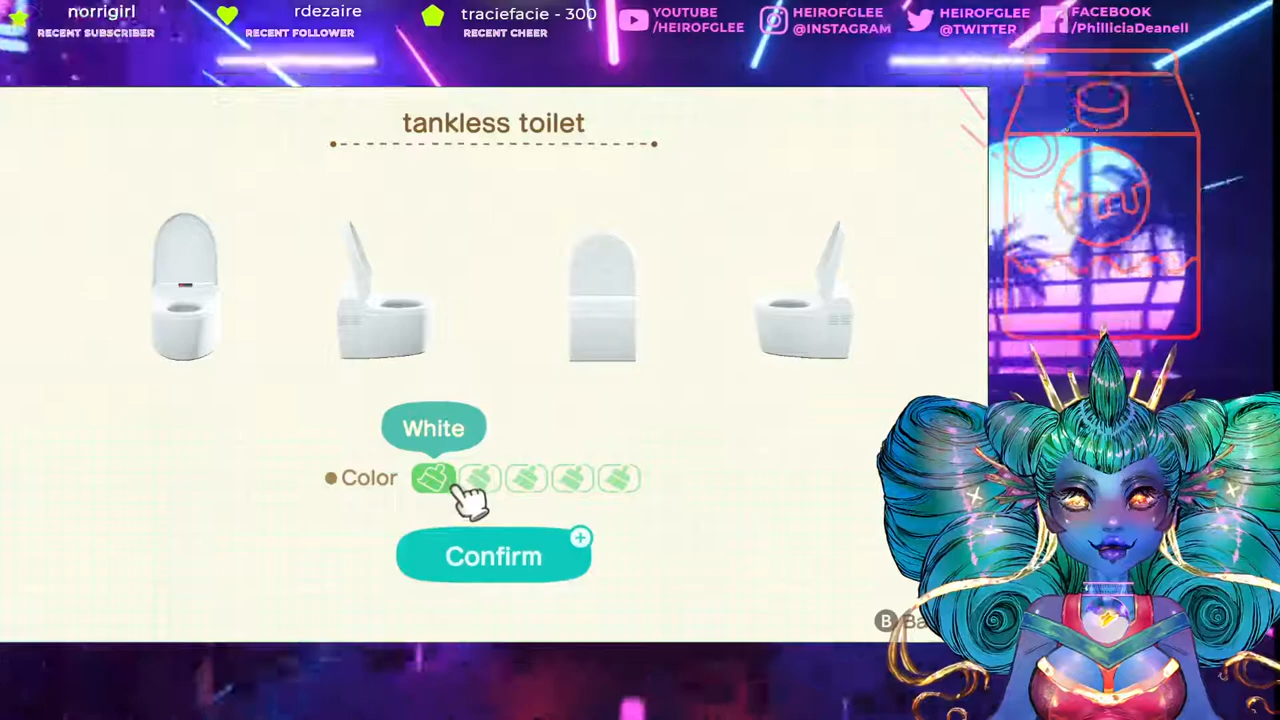 norrigirl
RECENT SUBSCRIBER
rdezaire
RECENT FOLLOWER
traciefacie - 300
RECENT CHEER
YOUTUBE
/HEIROFGLEE
HEIROFGLEE
@INSTAGRAM
HEIROFGLEE
@TWITTER
FACEBOOK
/PhilliciaDeanell
tankless toilet
White
Color
Confirm
B Ba